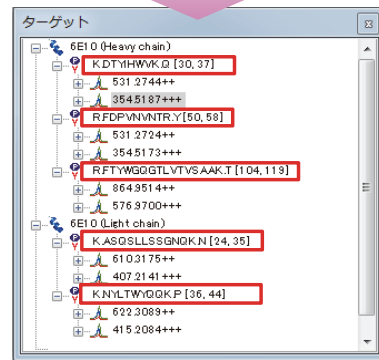 ターゲット
6E10 (Heavy chain)
K.DTYIHWVK.Q [30, 37]
531.2744++
354.5187+++
R.FDPVNVNTR.Y [50, 58]
531.2724++
354.5173+++
R.FTYWGQGTLVTVSAAK.T [104, 119]
864.9514++
576.9700+++
6E10 (Light chain)
K.ASQSLLSSGNQK.N [24, 35]
610.3175++
407.2141+++
K.NYLTWYQQK.P [36, 44]
622.3089++
415.2084+++